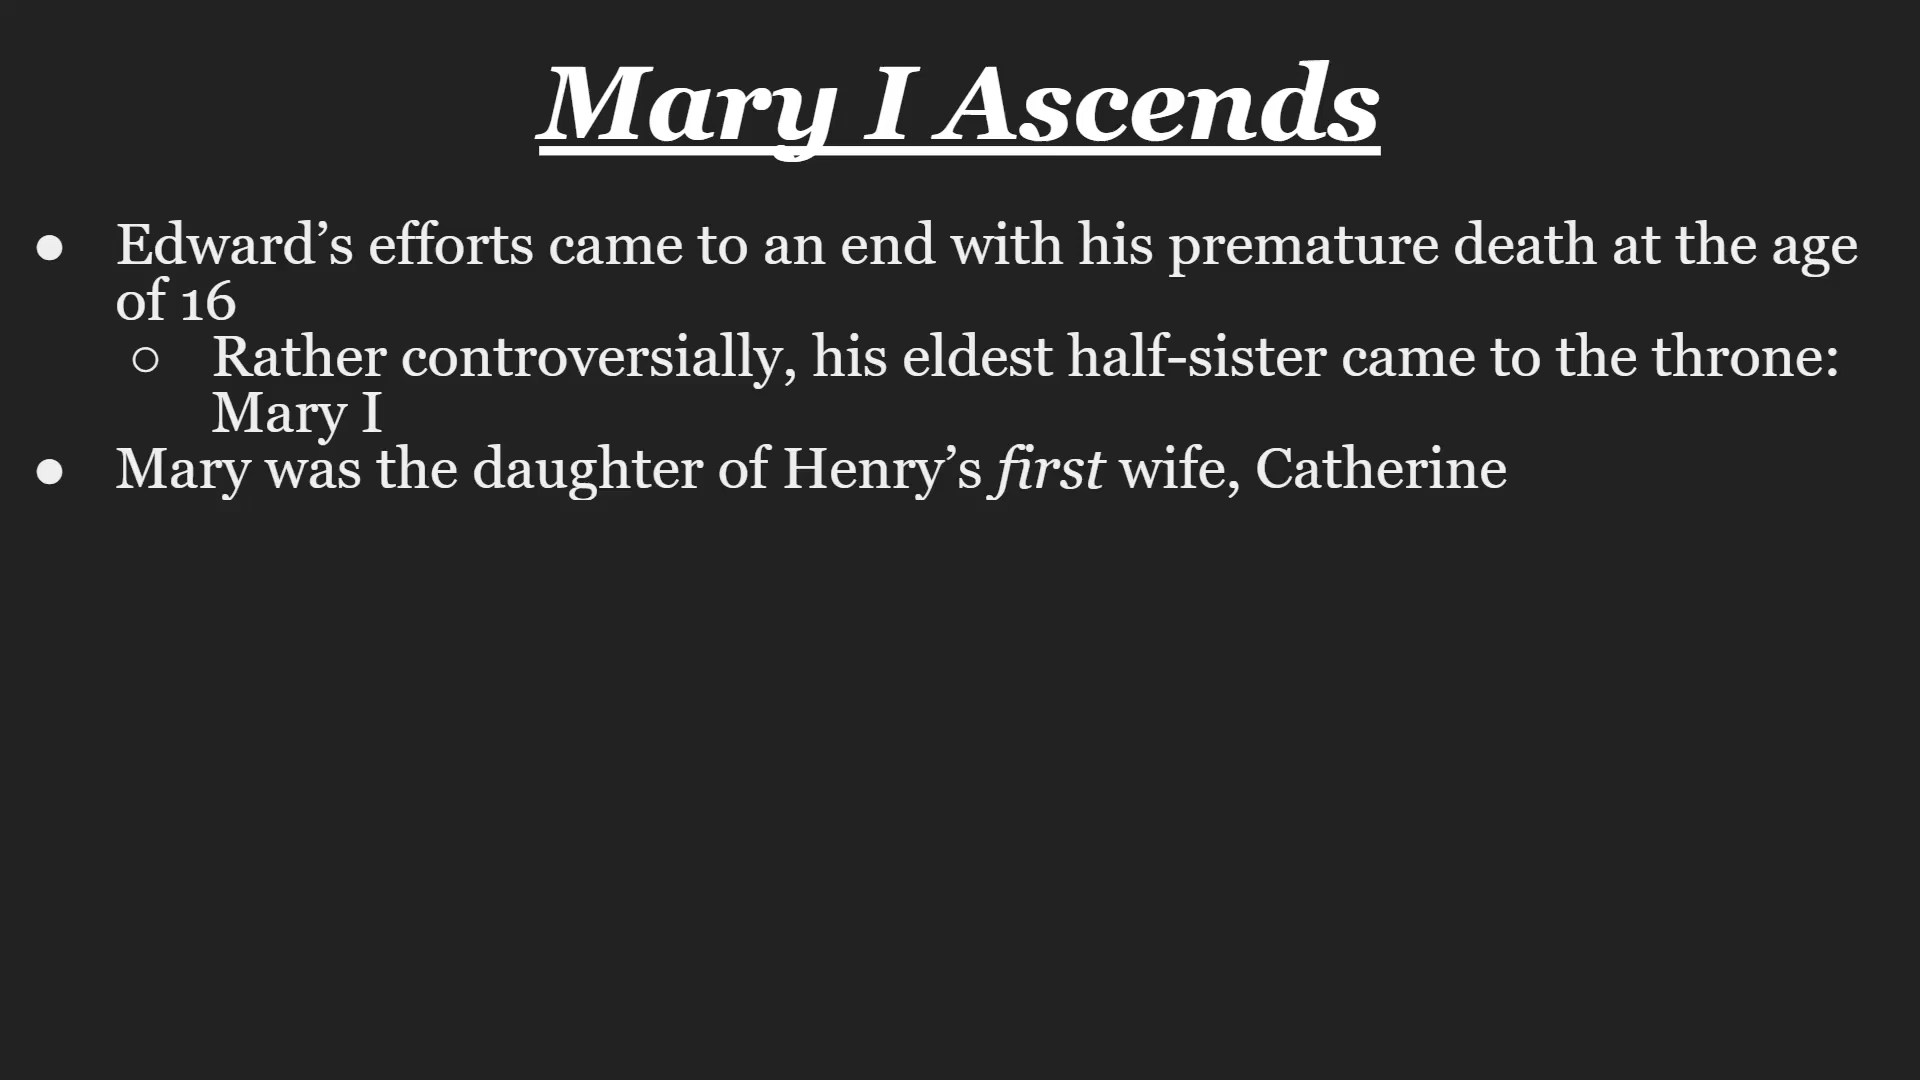 Mary I Ascends
● Edward’s efforts came to an end with his premature death at the age
of 16
○ Rather controversially, his eldest half-sister came to the throne:
Mary I
● Mary was the daughter of Henry’s first wife, Catherine